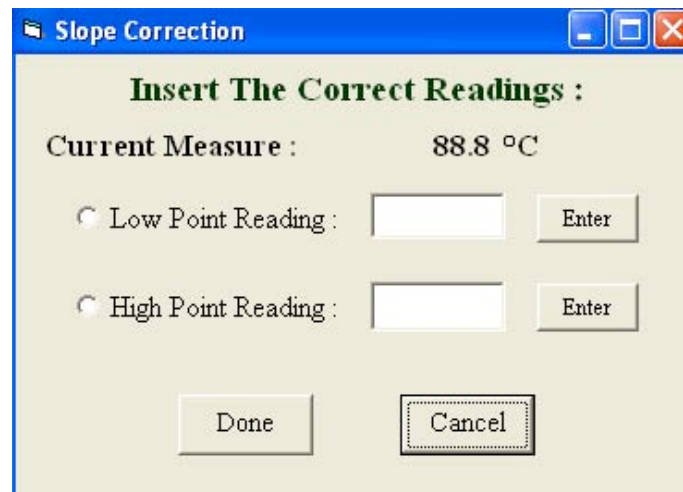 Slope Correction
Insert The Correct Readings :
Current Measure : 88.8 °C
Low Point Reading : Enter
High Point Reading : Enter
Done Cancel